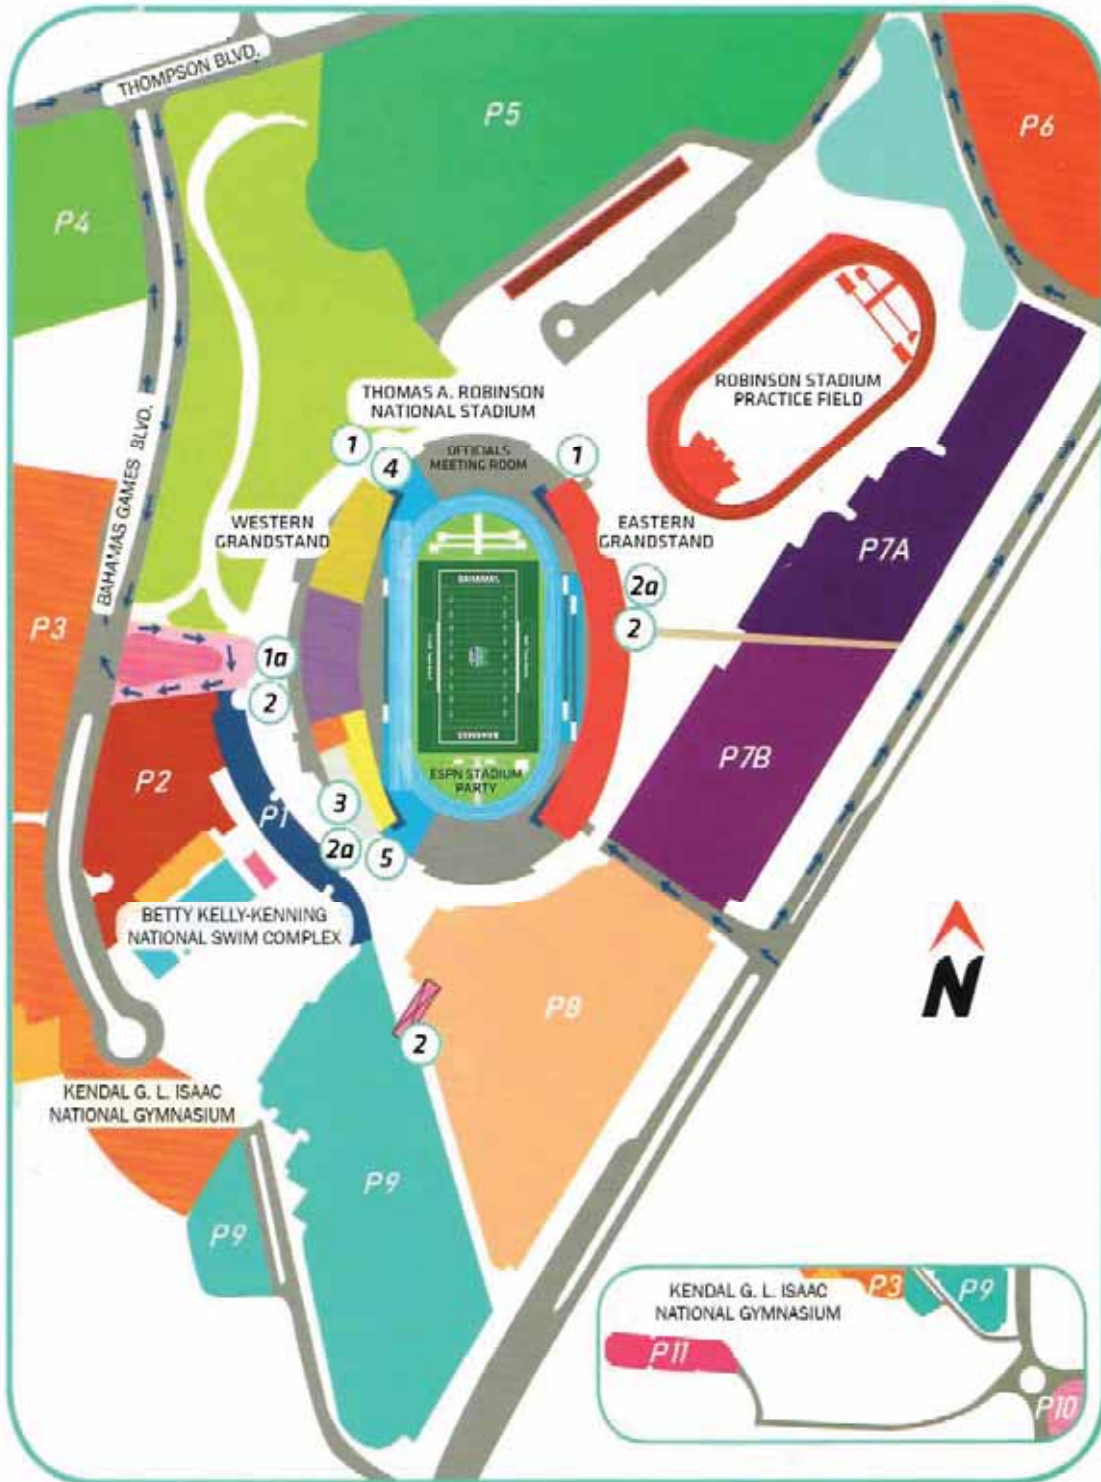 THOMPSON BLVD.
P5
P6
P4
BAHAMAS GAMES BLVD.
ROBINSON STADIUM
PRACTICE FIELD
THOMAS A. ROBINSON
NATIONAL STADIUM
1
4
OFFICIALS
MEETING ROOM
1
WESTERN
GRANDSTAND
EASTERN
GRANDSTAND
P7A
BAHAMAS
2a
2
P3
1a
2
P7B
P2
BAHAMAS
ESPN STADIUM
PARTY
P1
3
2a
5
BETTY KELLY-KENNING
NATIONAL SWIM COMPLEX
N
P8
2
KENDAL G. L. ISAAC
NATIONAL GYMNASIUM
P9
P9
KENDAL G. L. ISAAC
NATIONAL GYMNASIUM
P3
P9
P11
P10